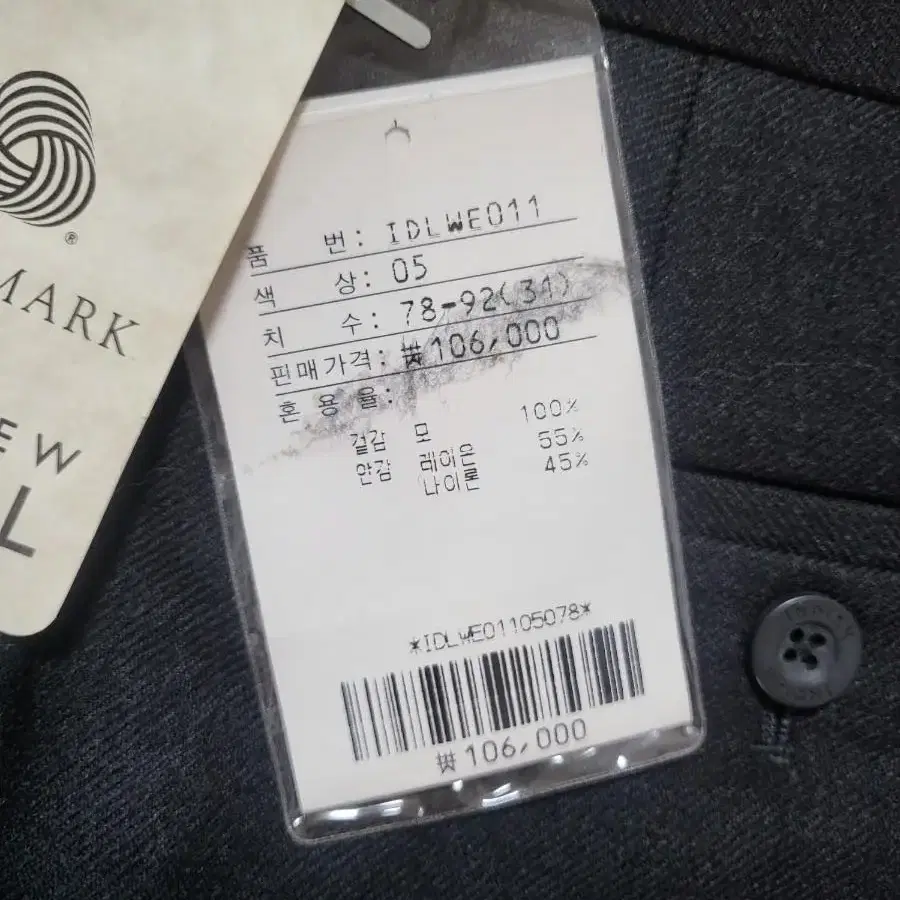 ®
MARK
EW
L
품 번: IDLWE011
색 상: 05
치 수: 78-92(31)
판매가격: ₩106,000
혼 용 율:
겉감 모 100%
안감 레이온 55%
나이론 45%
*IDLWE01105078*
₩106,000